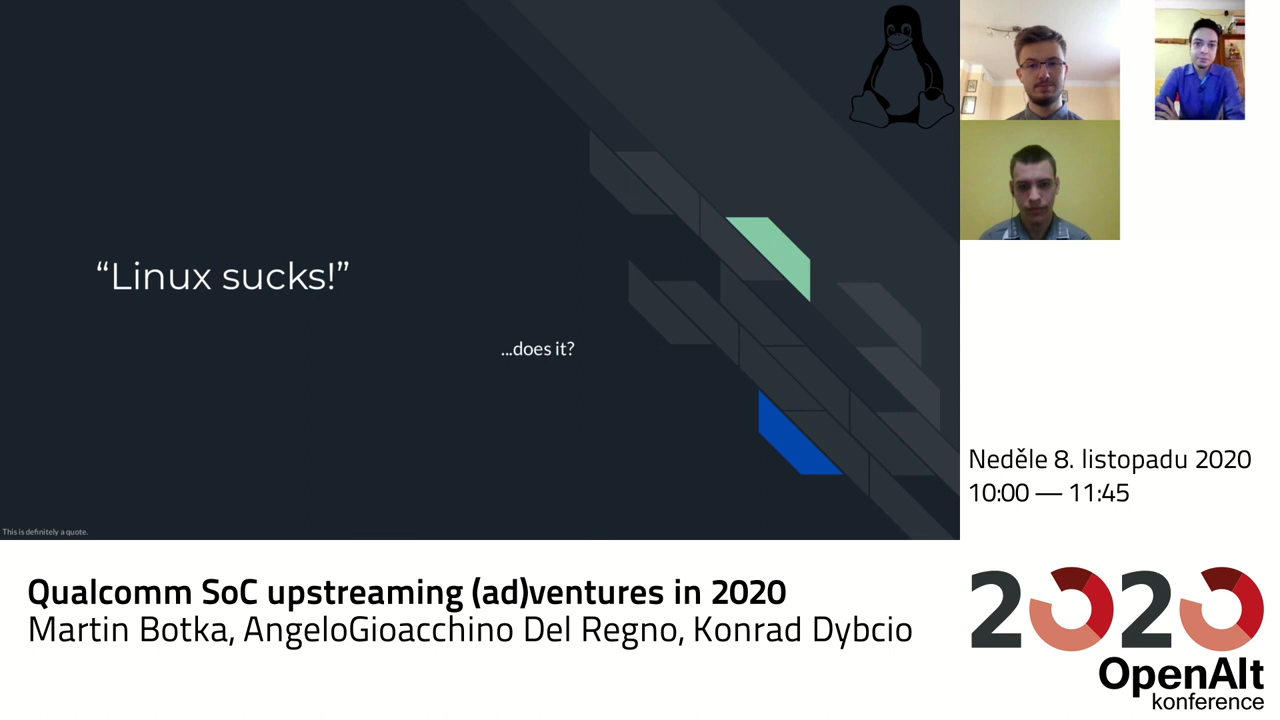 “Linux sucks!”
...does it?
This is definitely a quote.
Neděle 8. listopadu 2020
10:00 — 11:45
Qualcomm SoC upstreaming (ad)ventures in 2020
Martin Botka, AngeloGioacchino Del Regno, Konrad Dybcio
2020
OpenAlt
konference